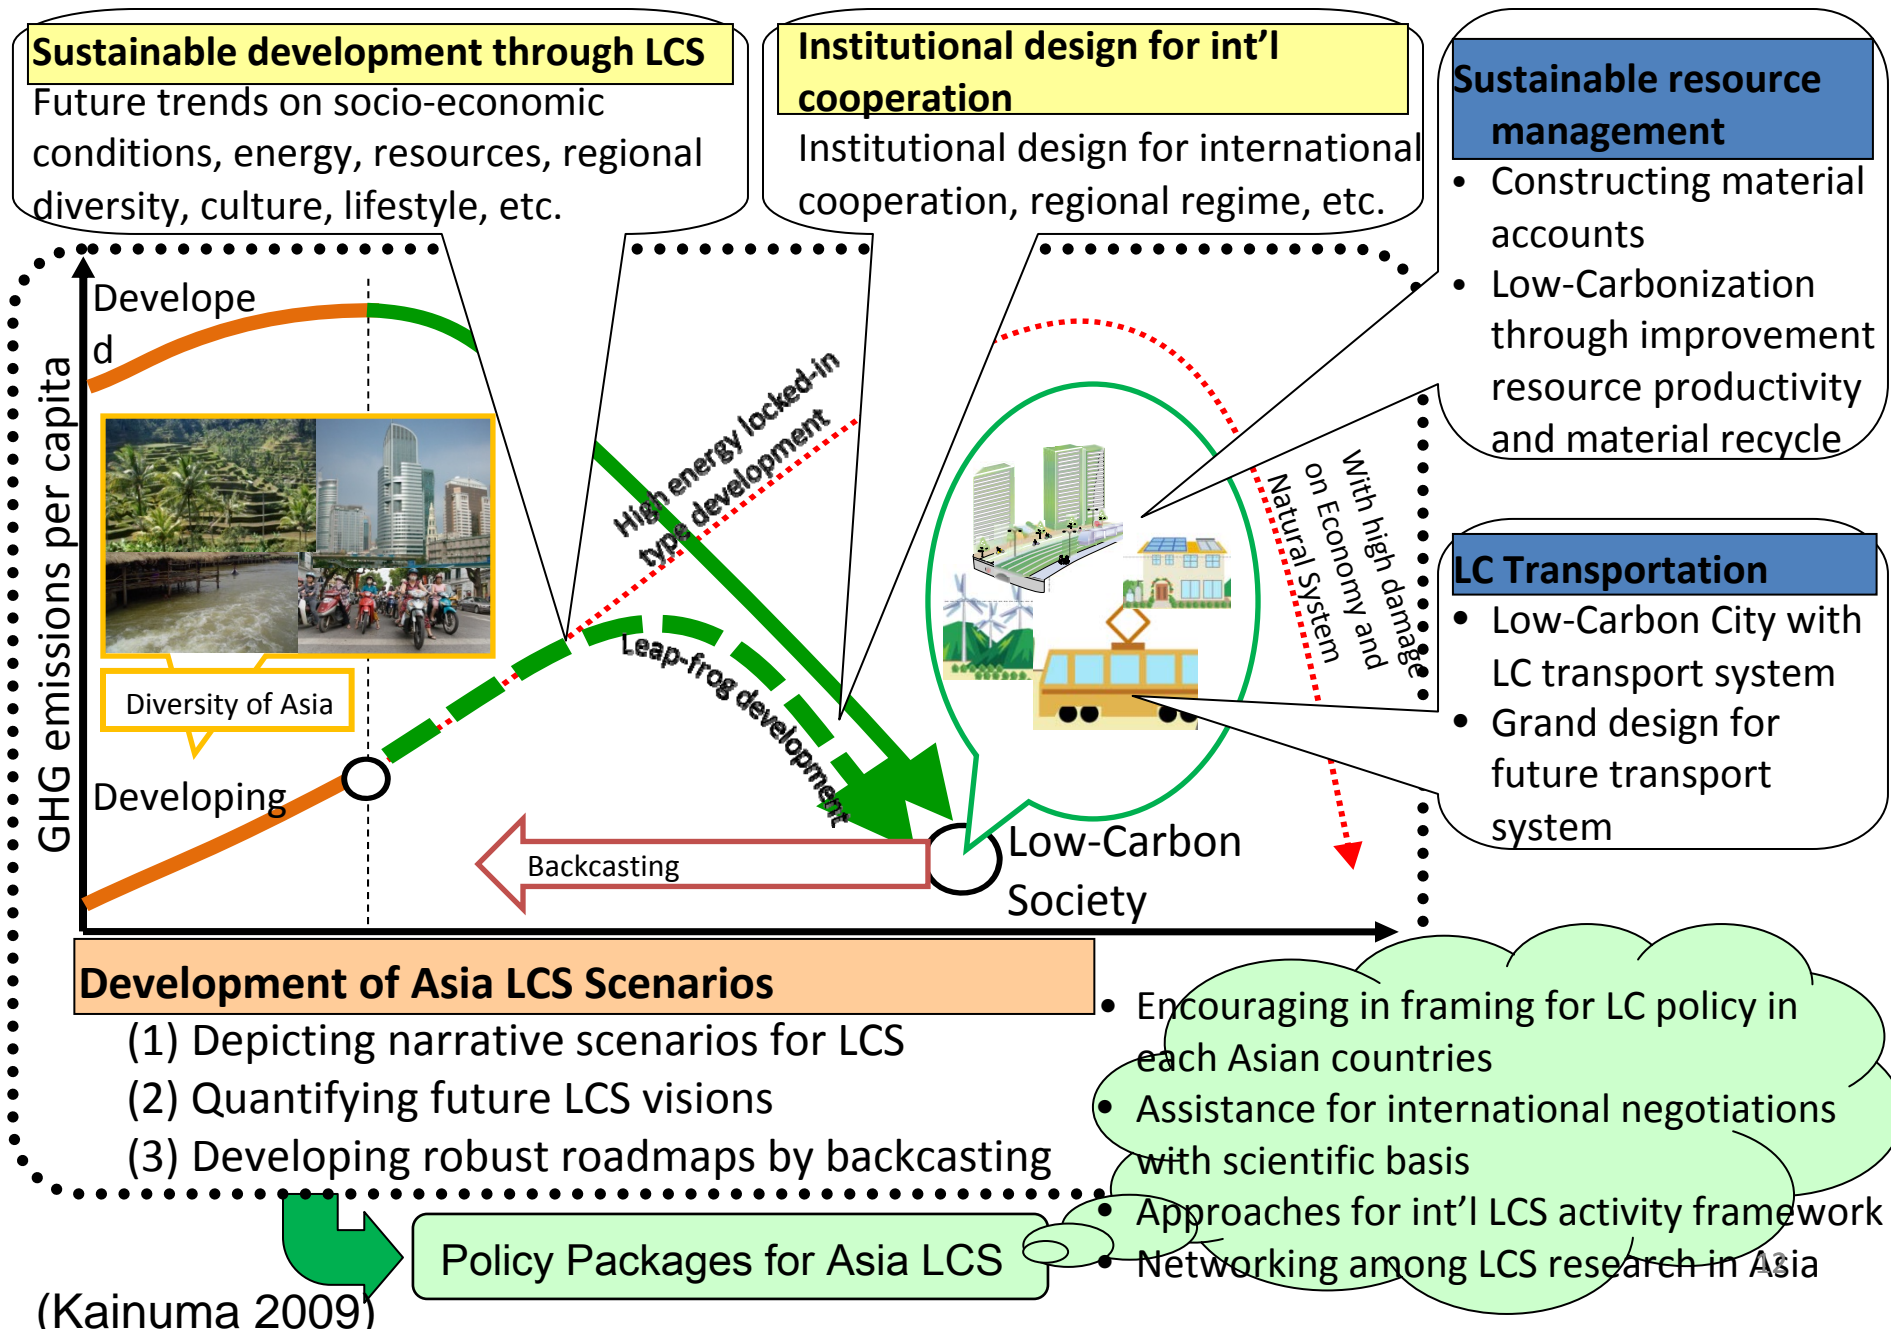 Sustainable development through LCS
Future trends on socio-economic
conditions, energy, resources, regional
diversity, culture, lifestyle, etc.
Institutional design for int’l
cooperation
Institutional design for international
cooperation, regional regime, etc.
Sustainable resource
management
• Constructing material
accounts
• Low-Carbonization
through improvement
resource productivity
and material recycle
LC Transportation
• Low-Carbon City with
LC transport system
• Grand design for
future transport
system
GHG emissions per capita
Develope
d
Diversity of Asia
Developing
High energy locked-in
type development
Leap-frog development
With high damage
on Economy and
Natural System
Backcasting
Low-Carbon
Society
Development of Asia LCS Scenarios
(1) Depicting narrative scenarios for LCS
(2) Quantifying future LCS visions
(3) Developing robust roadmaps by backcasting
Policy Packages for Asia LCS
• Encouraging in framing for LC policy in
each Asian countries
• Assistance for international negotiations
with scientific basis
• Approaches for int’l LCS activity framework
• Networking among LCS research in Asia
12
(Kainuma 2009)